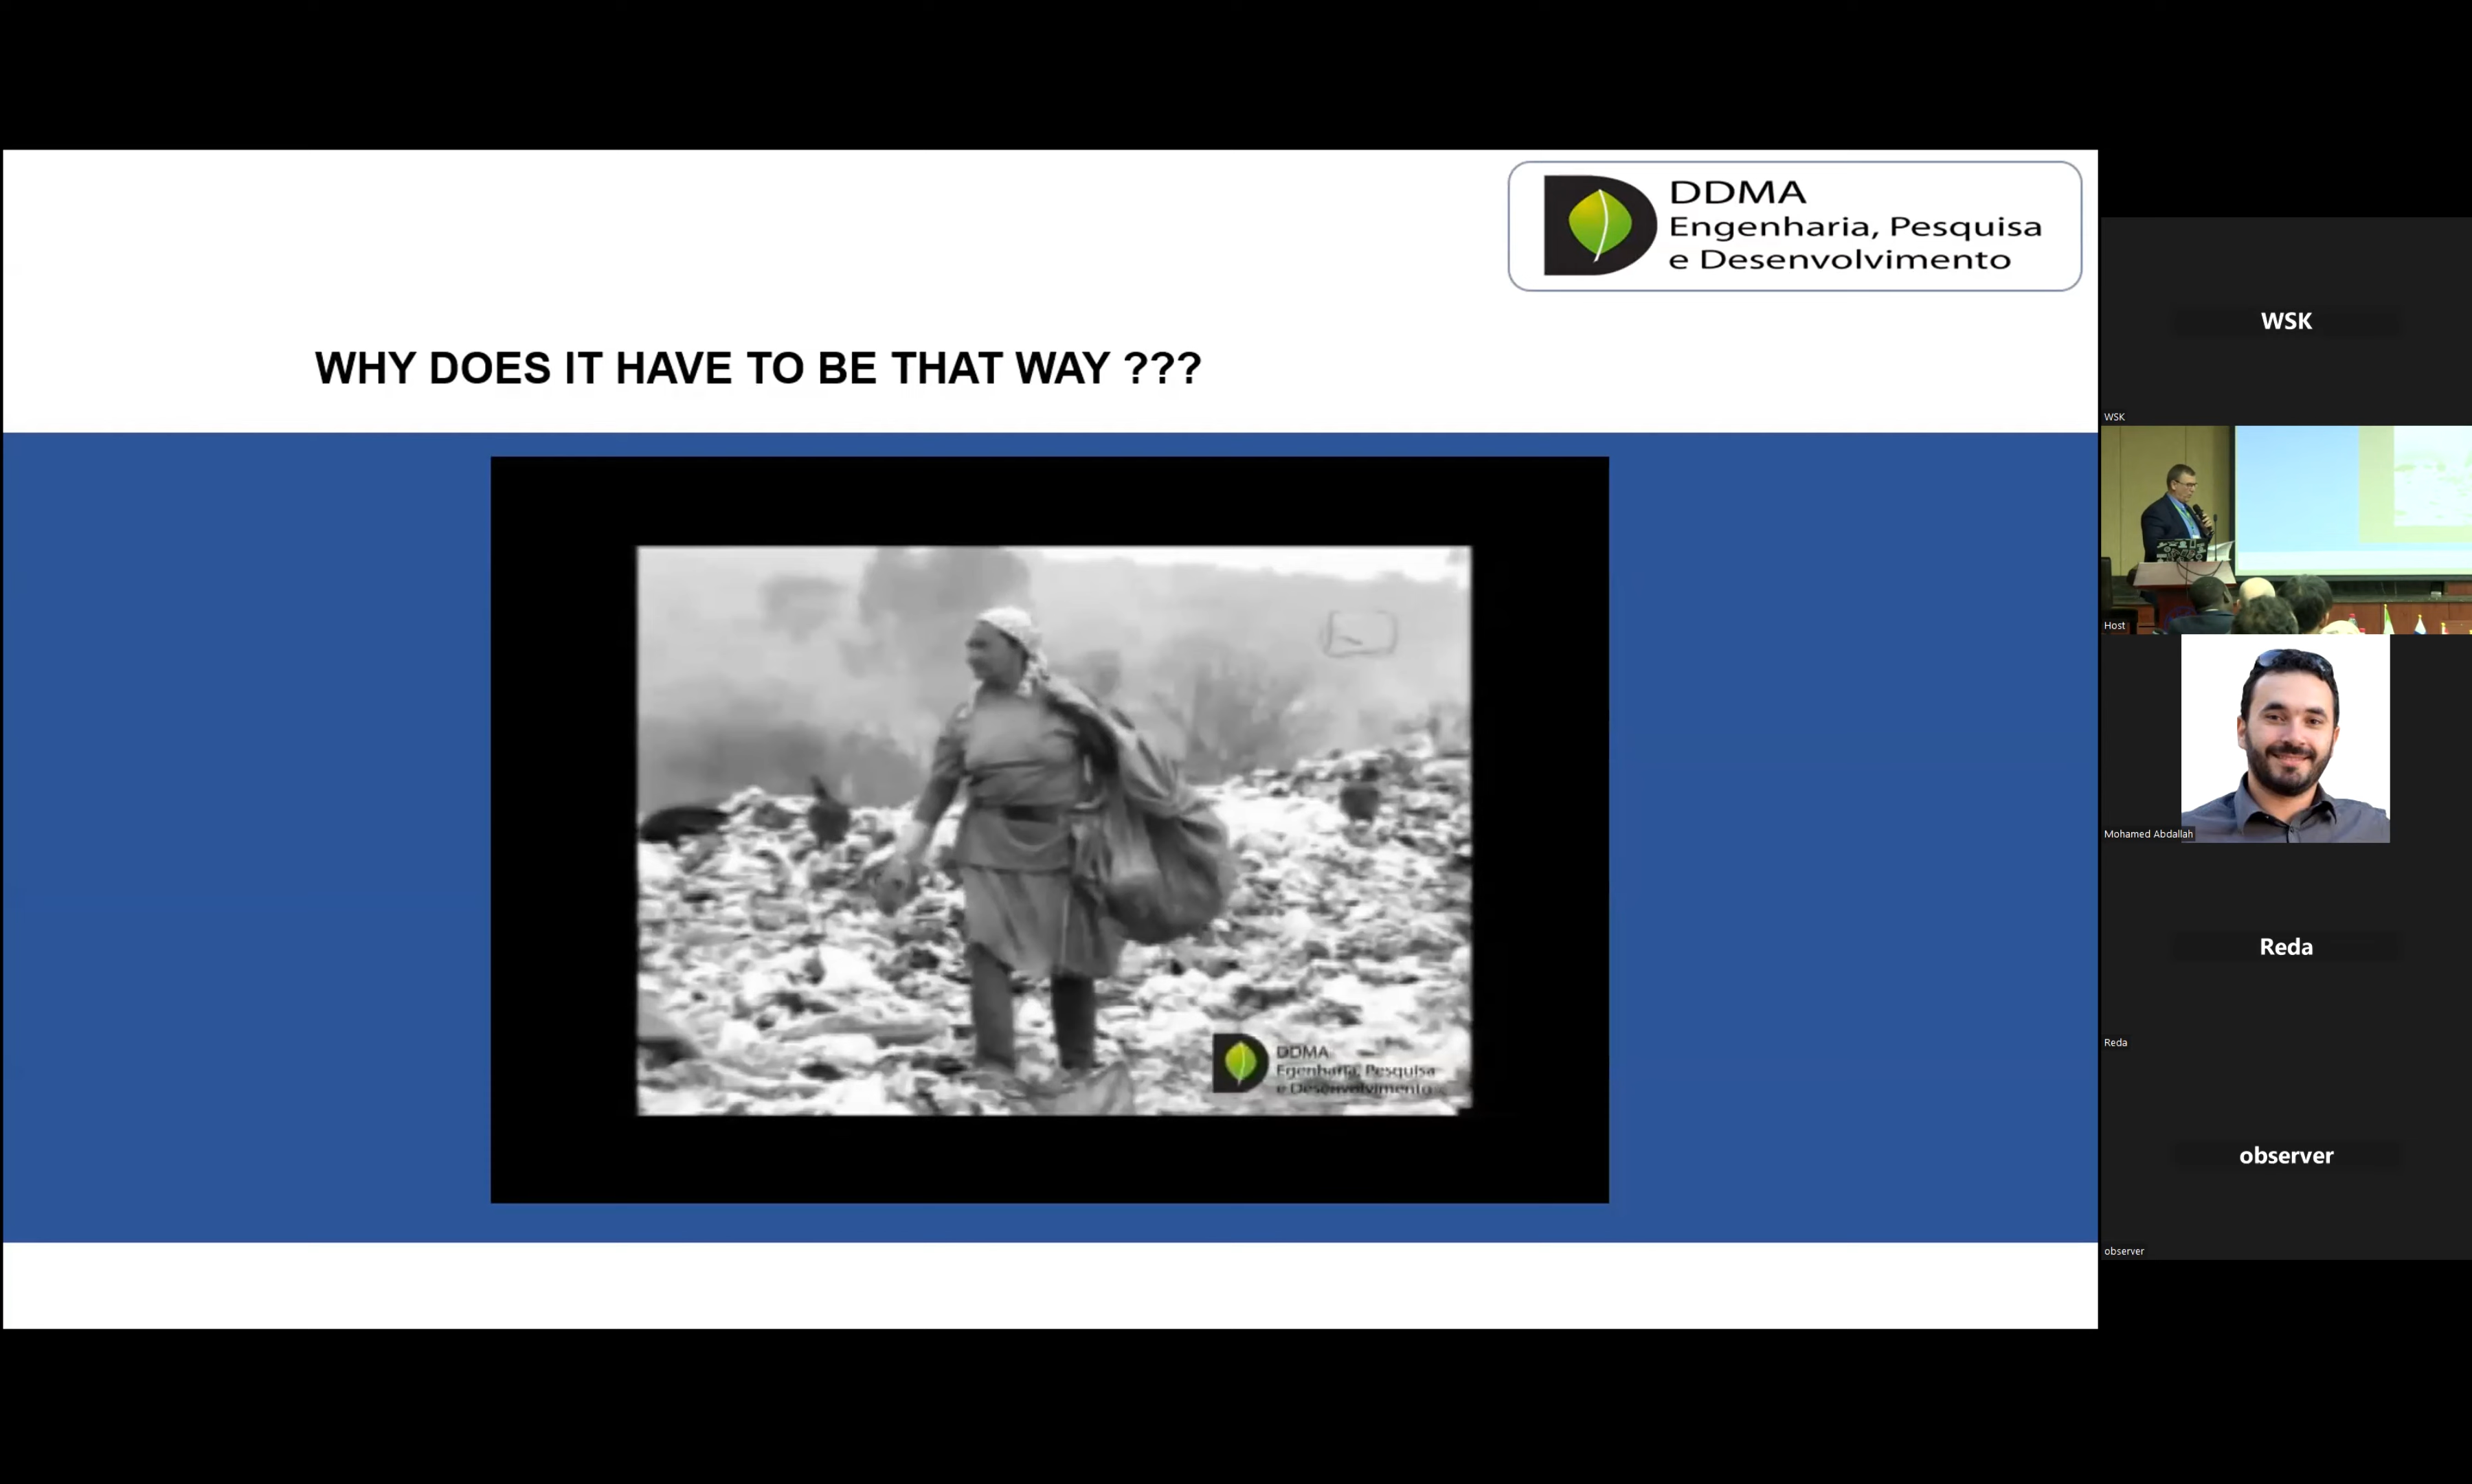 DDMA
Engenharia, Pesquisa
e Desenvolvimento
WHY DOES IT HAVE TO BE THAT WAY ???
DDMA
Egenharia, Pesquisa
e Desenvolvimento
WSK
WSK
Host
Mohamed Abdallah
Reda
Reda
observer
observer